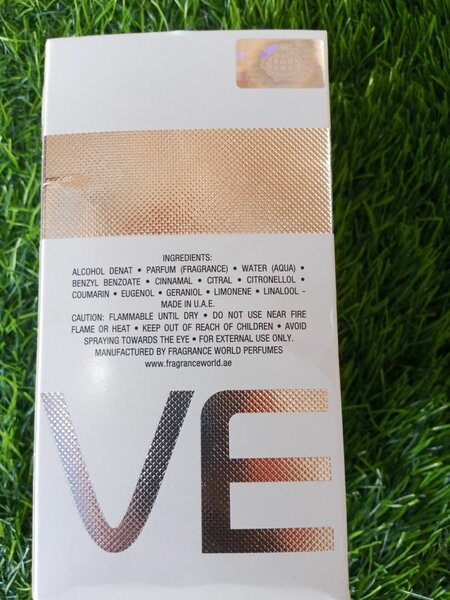 INGREDIENTS:
ALCOHOL DENAT • PARFUM (FRAGRANCE) • WATER (AQUA) •
BENZYL BENZOATE • CINNAMAL • CITRAL • CITRONELLOL •
COUMARIN • EUGENOL • GERANIOL • LIMONENE • LINALOOL -
MADE IN U.A.E.
CAUTION: FLAMMABLE UNTIL DRY • DO NOT USE NEAR FIRE
FLAME OR HEAT • KEEP OUT OF REACH OF CHILDREN • AVOID
SPRAYING TOWARDS THE EYE • FOR EXTERNAL USE ONLY.
MANUFACTURED BY FRAGRANCE WORLD PERFUMES
www.fragranceworld.ae
VE